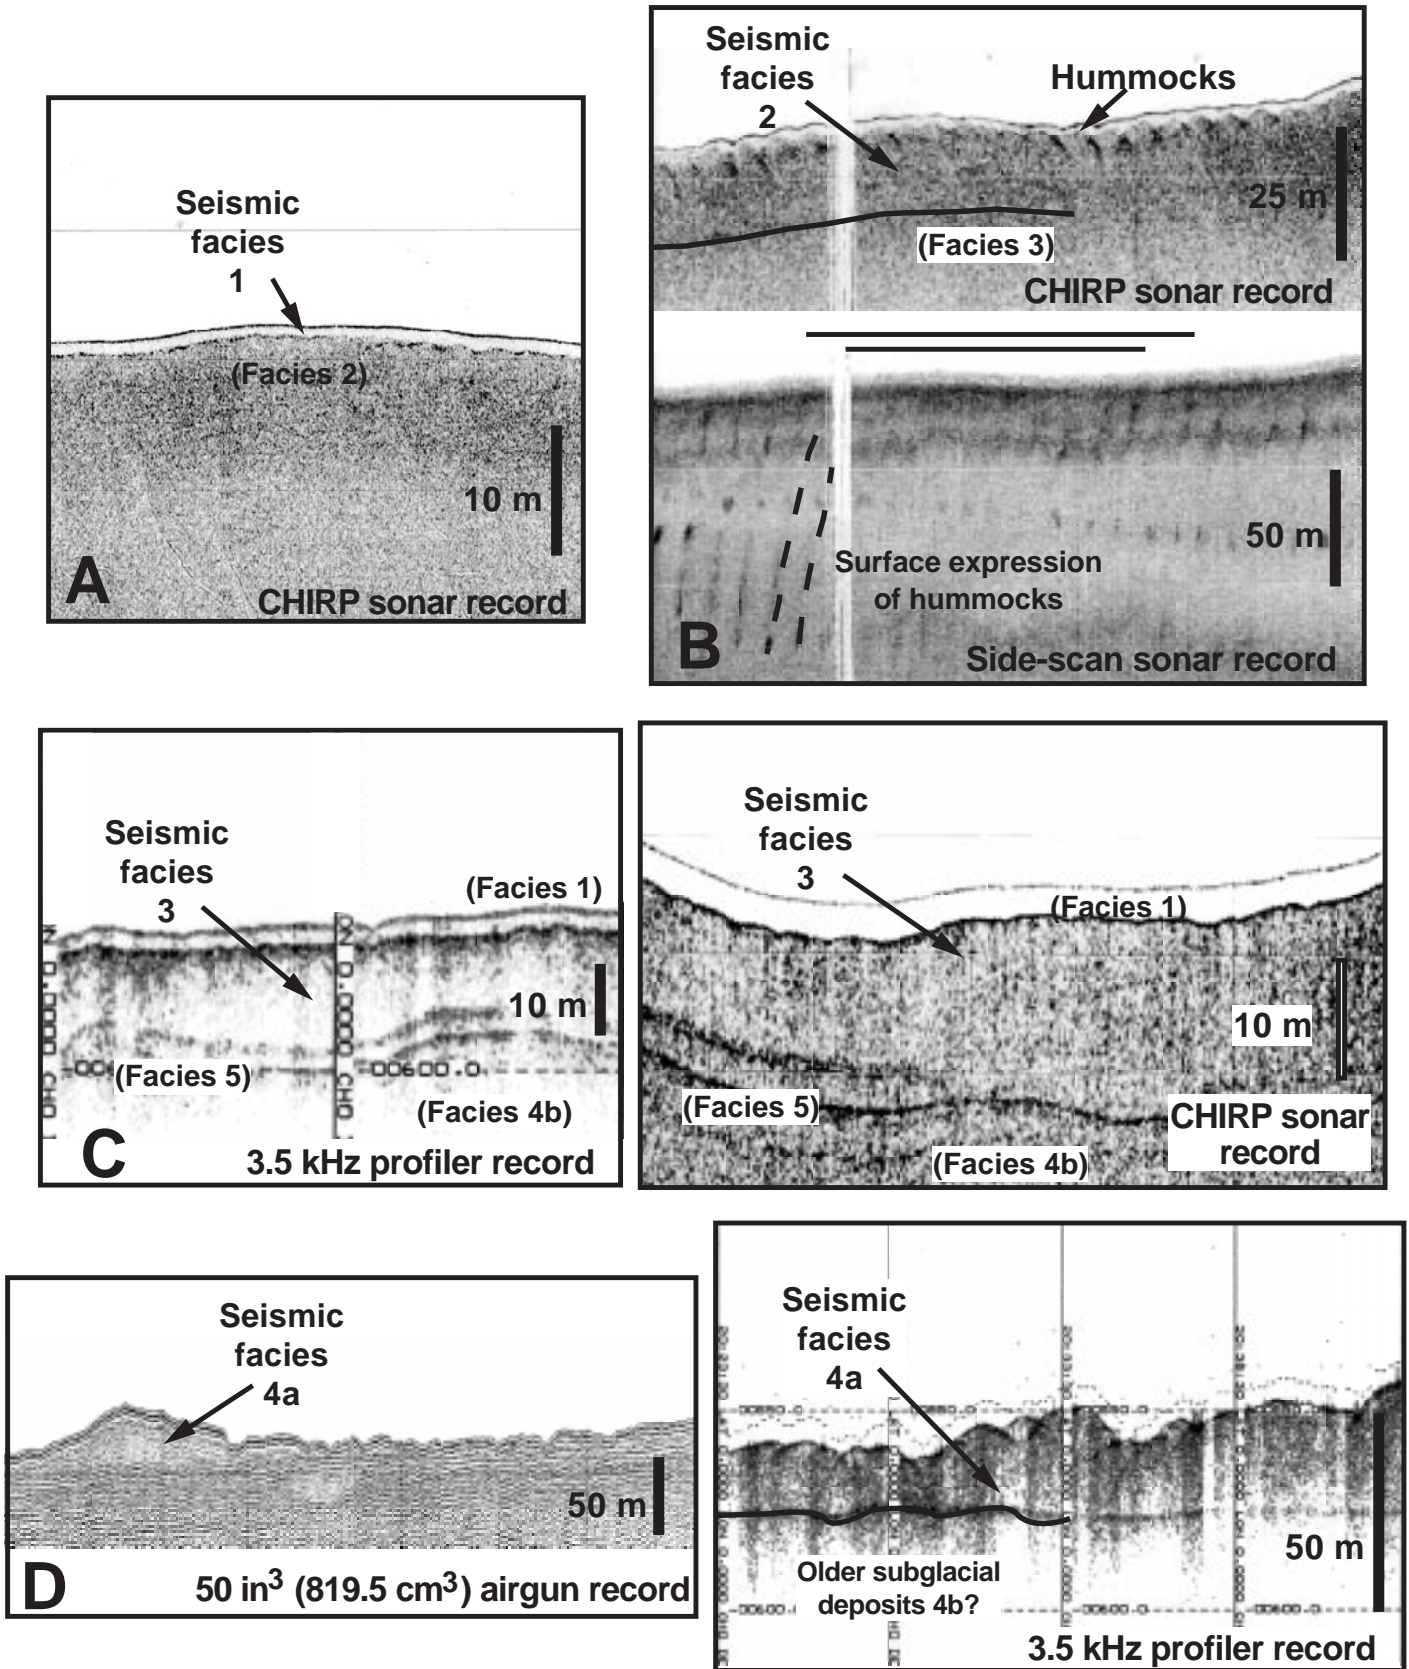 Seismic
facies
1
(Facies 2)
10 m
A
CHIRP sonar record
Seismic
facies
2
Hummocks
25 m
(Facies 3)
CHIRP sonar record
50 m
Surface expression
of hummocks
B
Side-scan sonar record
Seismic
facies
3
(Facies 1)
10 m
(Facies 5)
(Facies 4b)
C
3.5 kHz profiler record
Seismic
facies
3
(Facies 1)
10 m
(Facies 5)
CHIRP sonar
record
(Facies 4b)
Seismic
facies
4a
50 m
D
50 in3 (819.5 cm3) airgun record
Seismic
facies
4a
50 m
Older subglacial
deposits 4b?
3.5 kHz profiler record